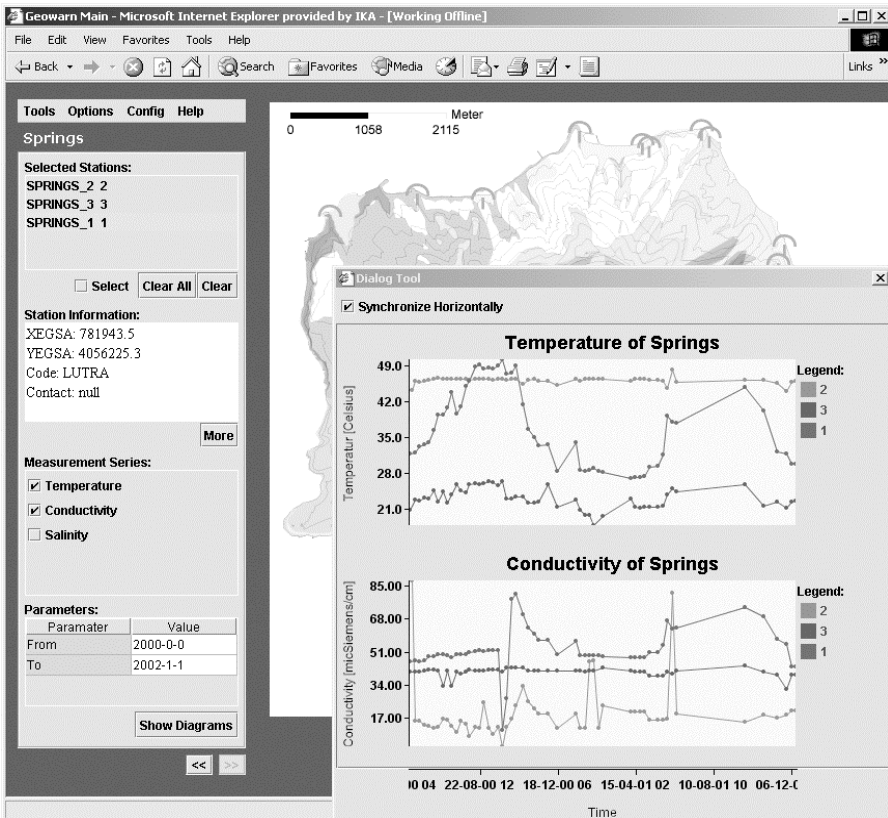 Geowarn Main - Microsoft Internet Explorer provided by IKA - [Working Offline]
File Edit View Favorites Tools Help
Back Search Favorites Media Links »
Tools Options Config Help
Springs
Selected Stations:
SPRINGS_2 2
SPRINGS_3 3
SPRINGS_1 1
Select Clear All Clear
Station Information:
XEGSA: 781943.5
YEGSA: 4056225.3
Code: LUTRA
Contact: null
More
Measurement Series:
Temperature
Conductivity
Salinity
Parameters:
Paramater Value
From 2000-0-0
To 2002-1-1
Show Diagrams
<< >>
Meter
0 1058 2115
Dialog Tool
Synchronize Horizontally
Temperature of Springs
Temperatur [Celsius]
49.0
42.0
35.0
28.0
21.0
Legend:
2
3
1
Conductivity of Springs
Conductivity [micSiemens/cm]
85.00
68.00
51.00
34.00
17.00
Legend:
2
3
1
00 04 22-08-00 12 18-12-00 06 15-04-01 02 10-08-01 10 06-12-0
Time